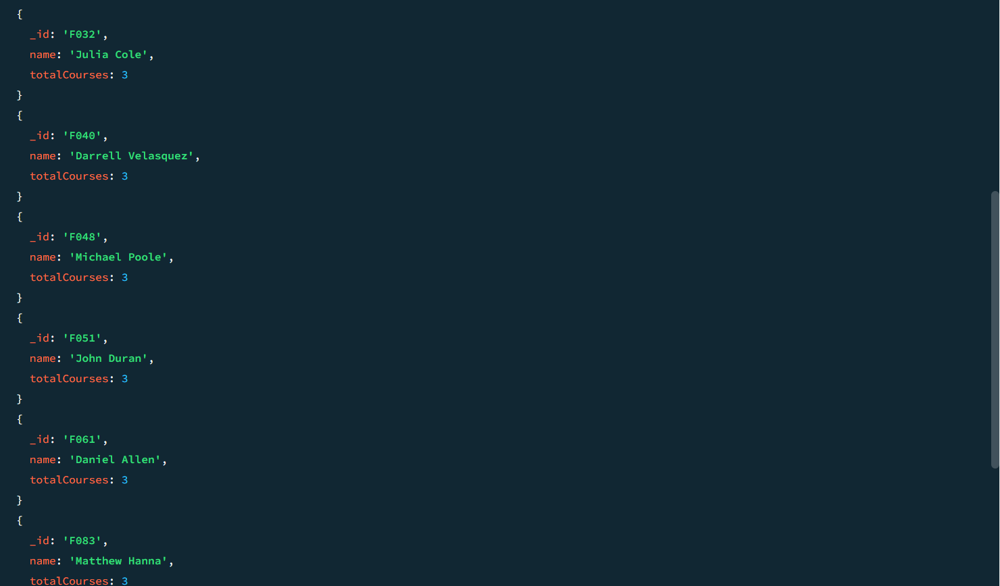 {
  _id: 'F032',
  name: 'Julia Cole',
  totalCourses: 3
}
{
  _id: 'F040',
  name: 'Darrell Velasquez',
  totalCourses: 3
}
{
  _id: 'F048',
  name: 'Michael Poole',
  totalCourses: 3
}
{
  _id: 'F051',
  name: 'John Duran',
  totalCourses: 3
}
{
  _id: 'F061',
  name: 'Daniel Allen',
  totalCourses: 3
}
{
  _id: 'F083',
  name: 'Matthew Hanna',
  totalCourses: 3